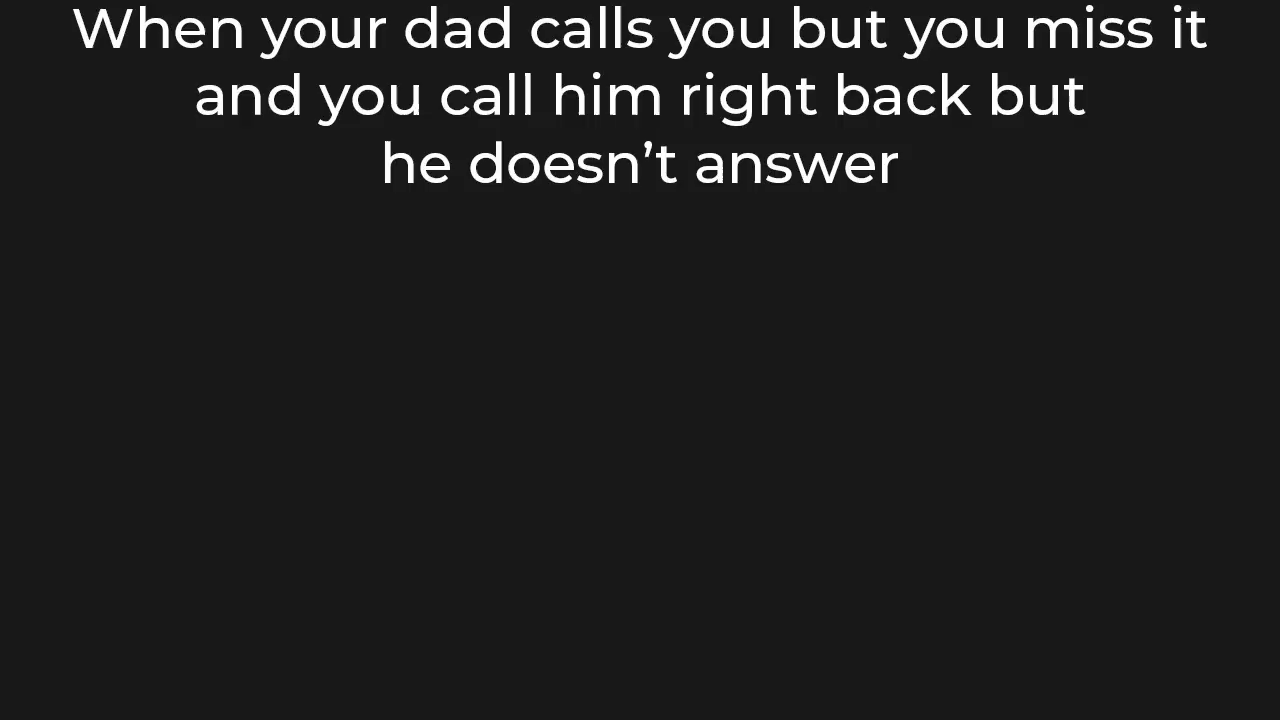 When your dad calls you but you miss it
and you call him right back but
he doesn’t answer